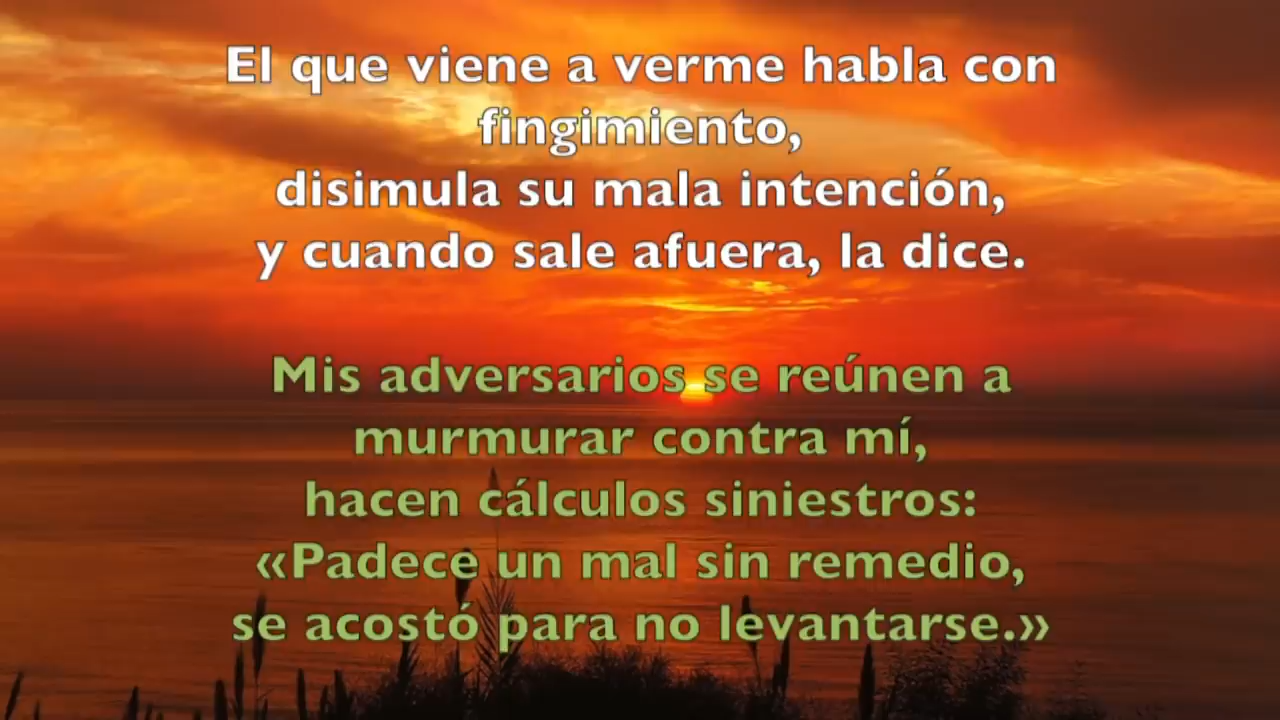 El que viene a verme habla con
fingimiento,
disimula su mala intención,
y cuando sale afuera, la dice.
Mis adversarios se reúnen a
murmurar contra mí,
hacen cálculos siniestros:
«Padece un mal sin remedio,
se acostó para no levantarse.»